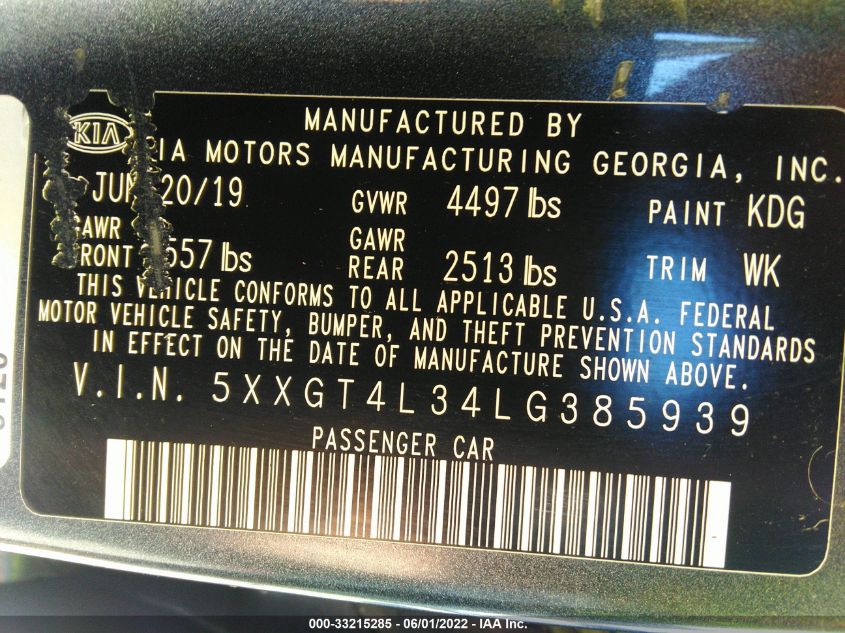 KIA
MANUFACTURED BY
IA MOTORS MANUFACTURING GEORGIA, INC.
JUN 20/19 GVWR 4497 lbs PAINT KDG
GAWR FRONT 557 lbs GAWR REAR 2513 lbs TRIM WK
THIS VEHICLE CONFORMS TO ALL APPLICABLE U.S.A. FEDERAL
MOTOR VEHICLE SAFETY, BUMPER, AND THEFT PREVENTION STANDARDS
IN EFFECT ON THE DATE OF MANUFACTURE SHOWN ABOVE.
V.I.N. 5XXGT4L34LG385939
PASSENGER CAR
000-33215285 - 06/01/2022 - IAA Inc.